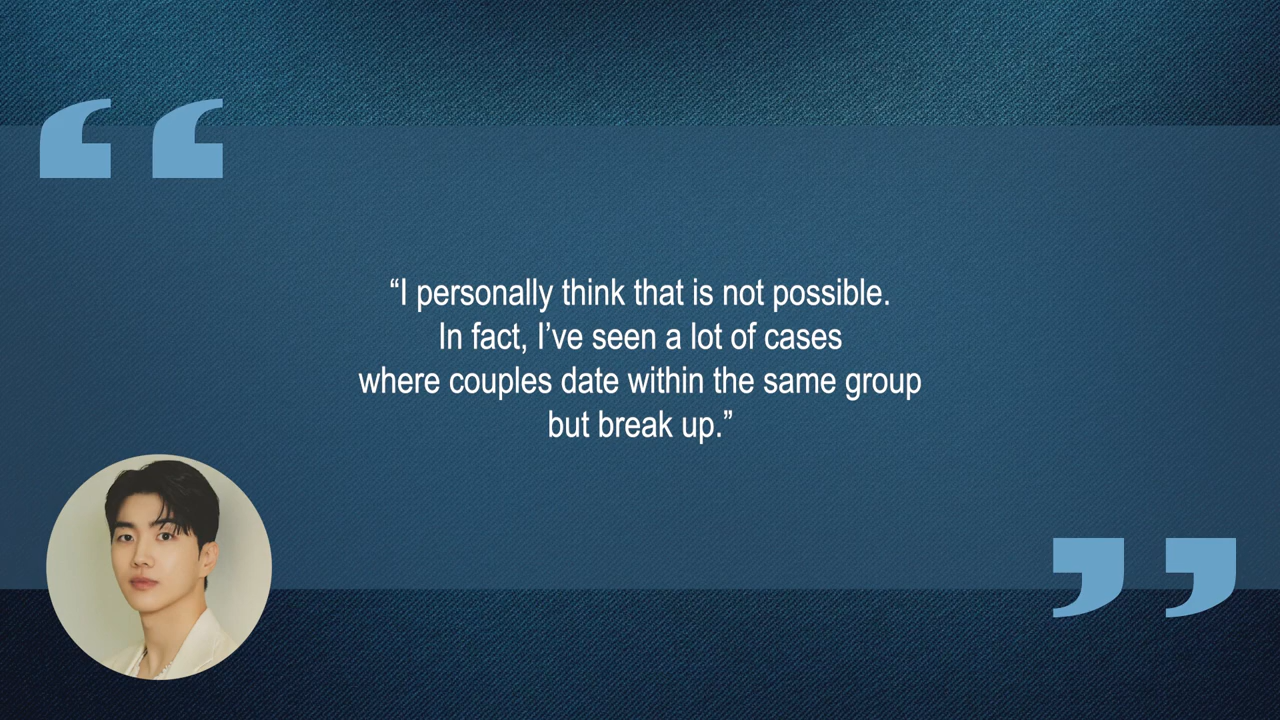 “I personally think that is not possible.
In fact, I’ve seen a lot of cases
where couples date within the same group
but break up.”